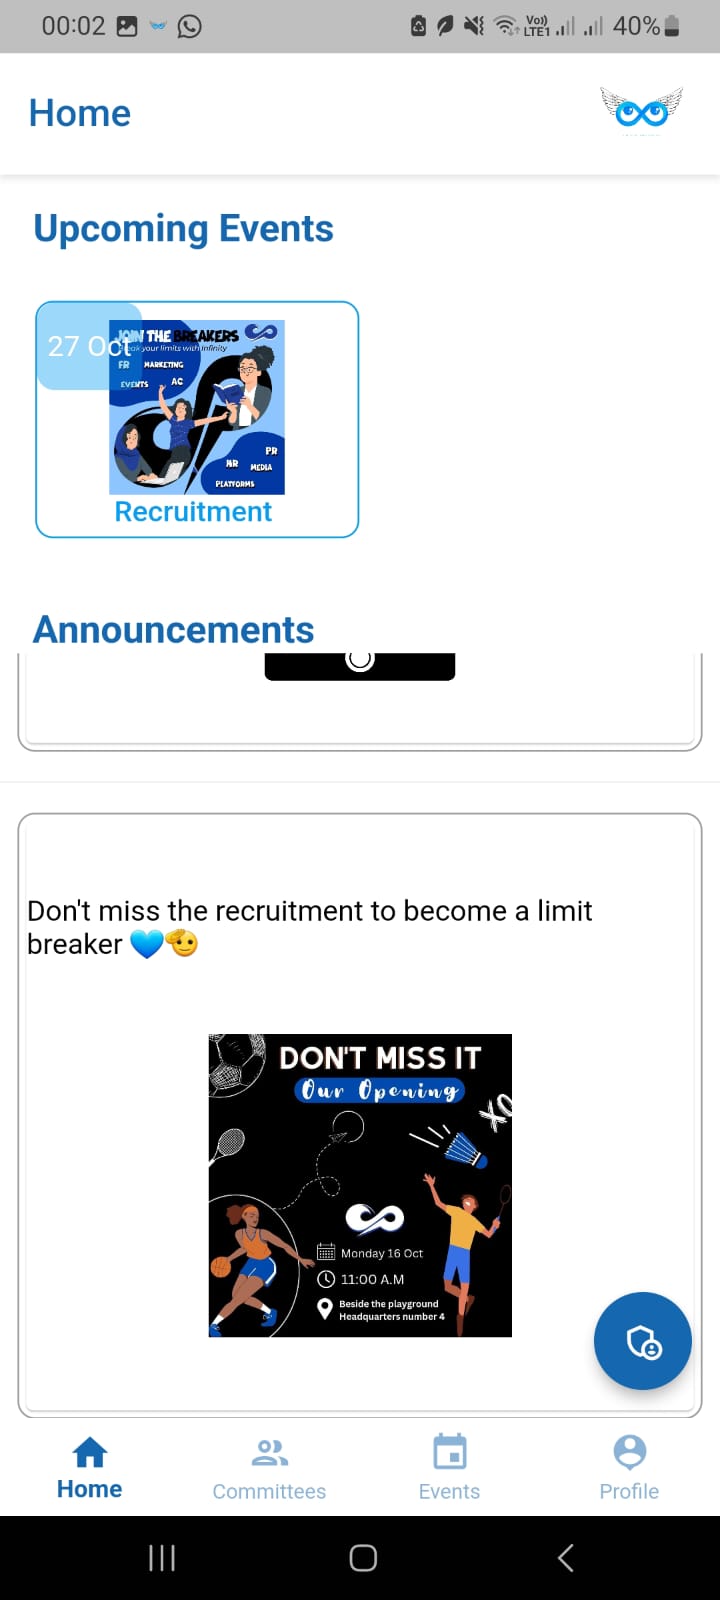 00:02
Vo))
LTE1
40%
Home
Upcoming Events
27 Oct
JOIN THE BREAKERS
Break your limits with infinity
FR MARKETING
EVENTS AC
PR
HR MEDIA
PLATFORMS
Recruitment
Announcements
Don't miss the recruitment to become a limit
breaker 💙🫡
DON'T MISS IT
Our Opening
XO
Monday 16 Oct
11:00 A.M
Beside the playground
Headquarters number 4
Home
Committees
Events
Profile